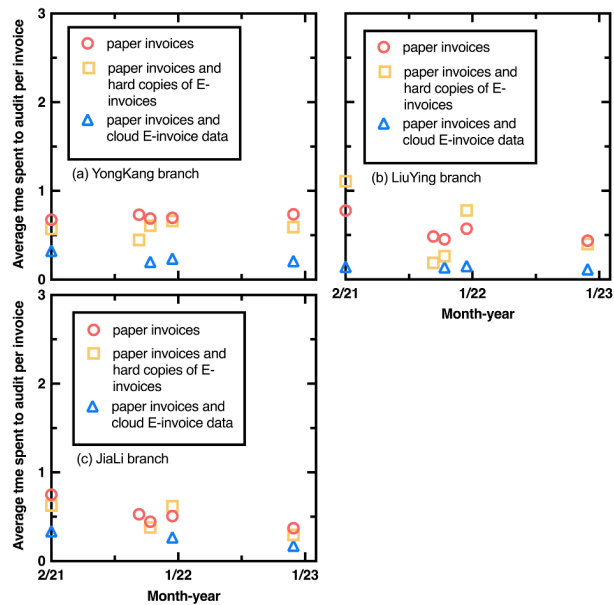 Average tme spent to audit per invoice
3
2
1
0
paper invoices
paper invoices and
hard copies of E-
invoices
paper invoices and
cloud E-invoice data
(a) YongKang branch
paper invoices
paper invoices and
hard copies of E-
invoices
paper invoices and
cloud E-invoice data
(b) LiuYing branch
2/21
1/22
1/23
Month-year
Average tme spent to audit per invoice
3
2
1
0
paper invoices
paper invoices and
hard copies of E-
invoices
paper invoices and
cloud E-invoice data
(c) JiaLi branch
2/21
1/22
1/23
Month-year